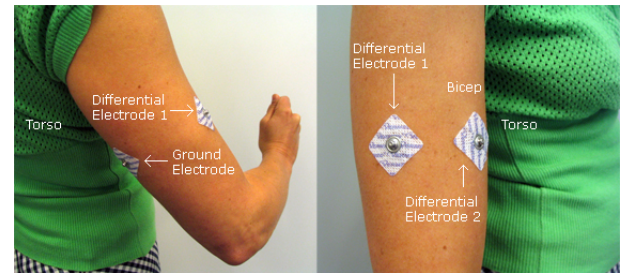 Differential
Electrode 1
Torso
Ground
Electrode
Differential
Electrode 1
Bicep
Torso
Differential
Electrode 2